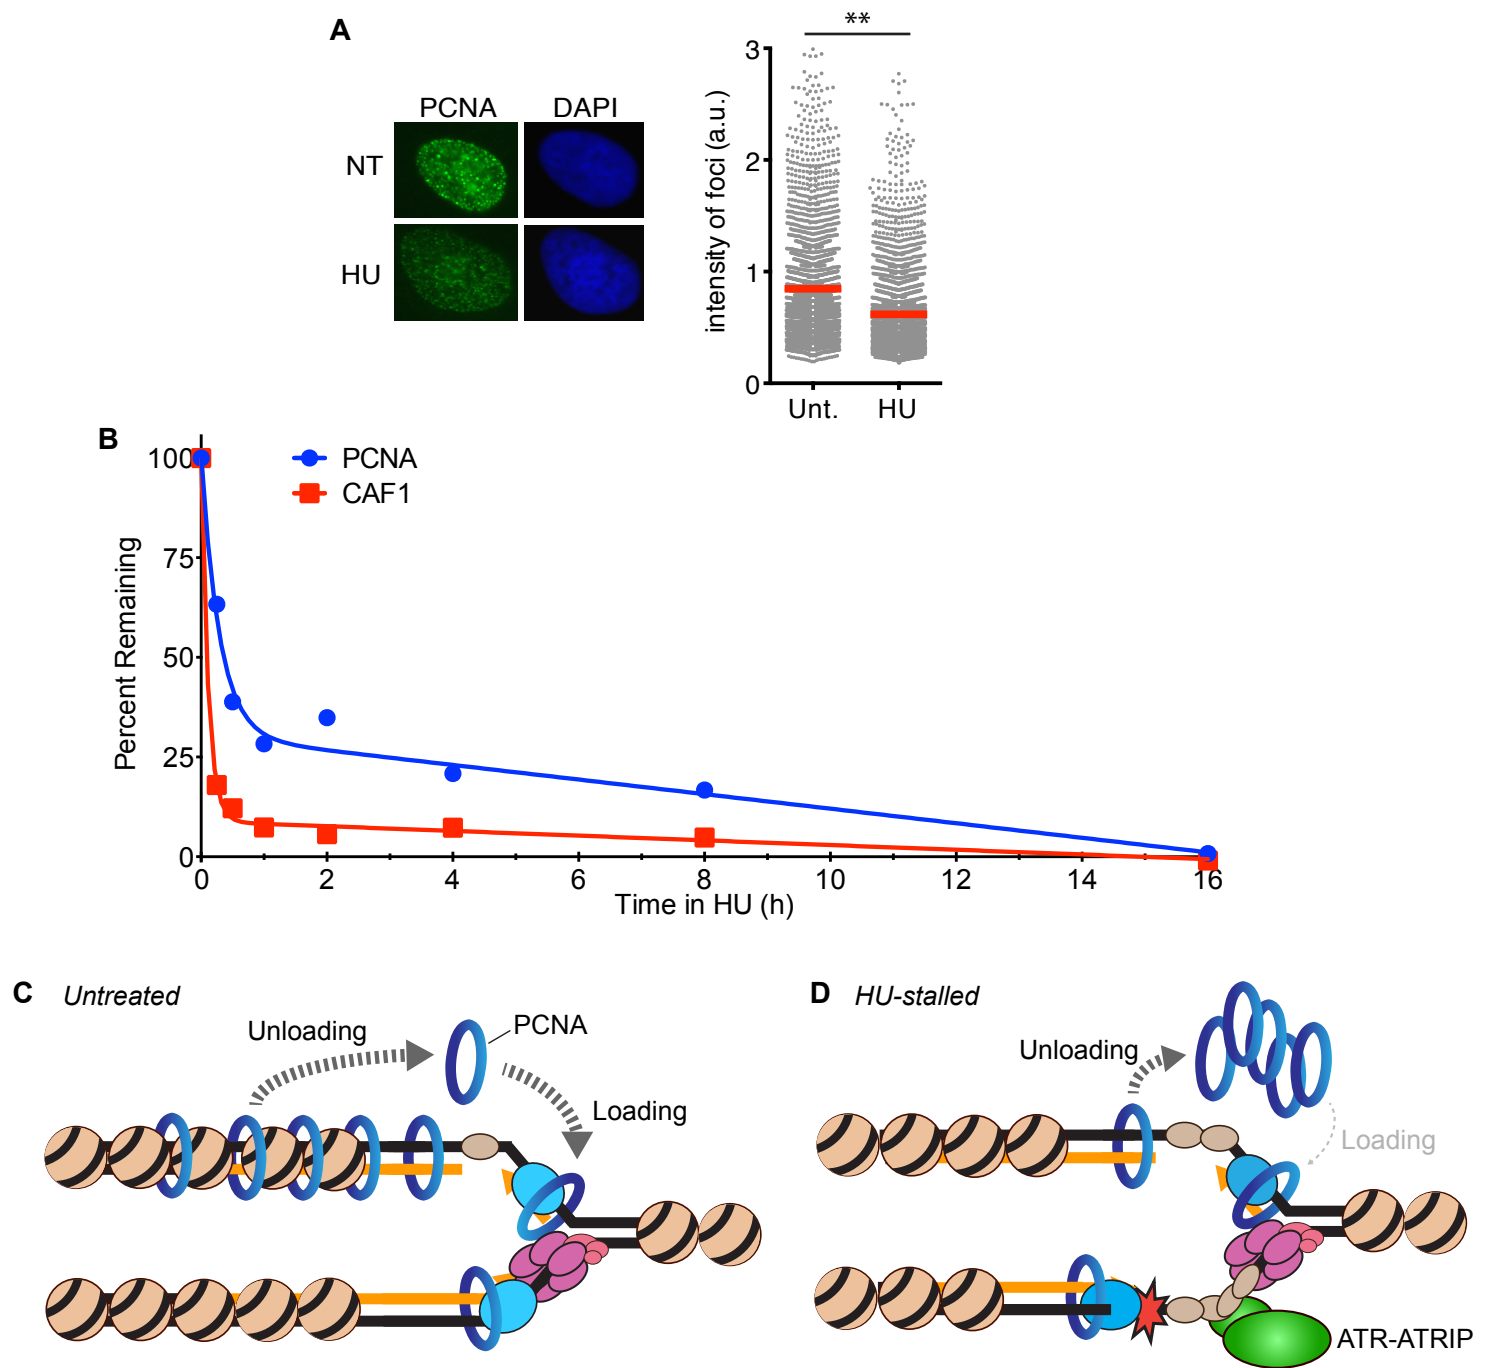 A
PCNA DAPI
NT
HU
**
intensity of foci (a.u.)
3
2
1
0
Unt. HU
B
PCNA
CAF1
Percent Remaining
100
75
50
25
0
0 2 4 6 8 10 12 14 16
Time in HU (h)
C Untreated
Unloading
PCNA
Loading
D HU-stalled
Unloading
Loading
ATR-ATRIP